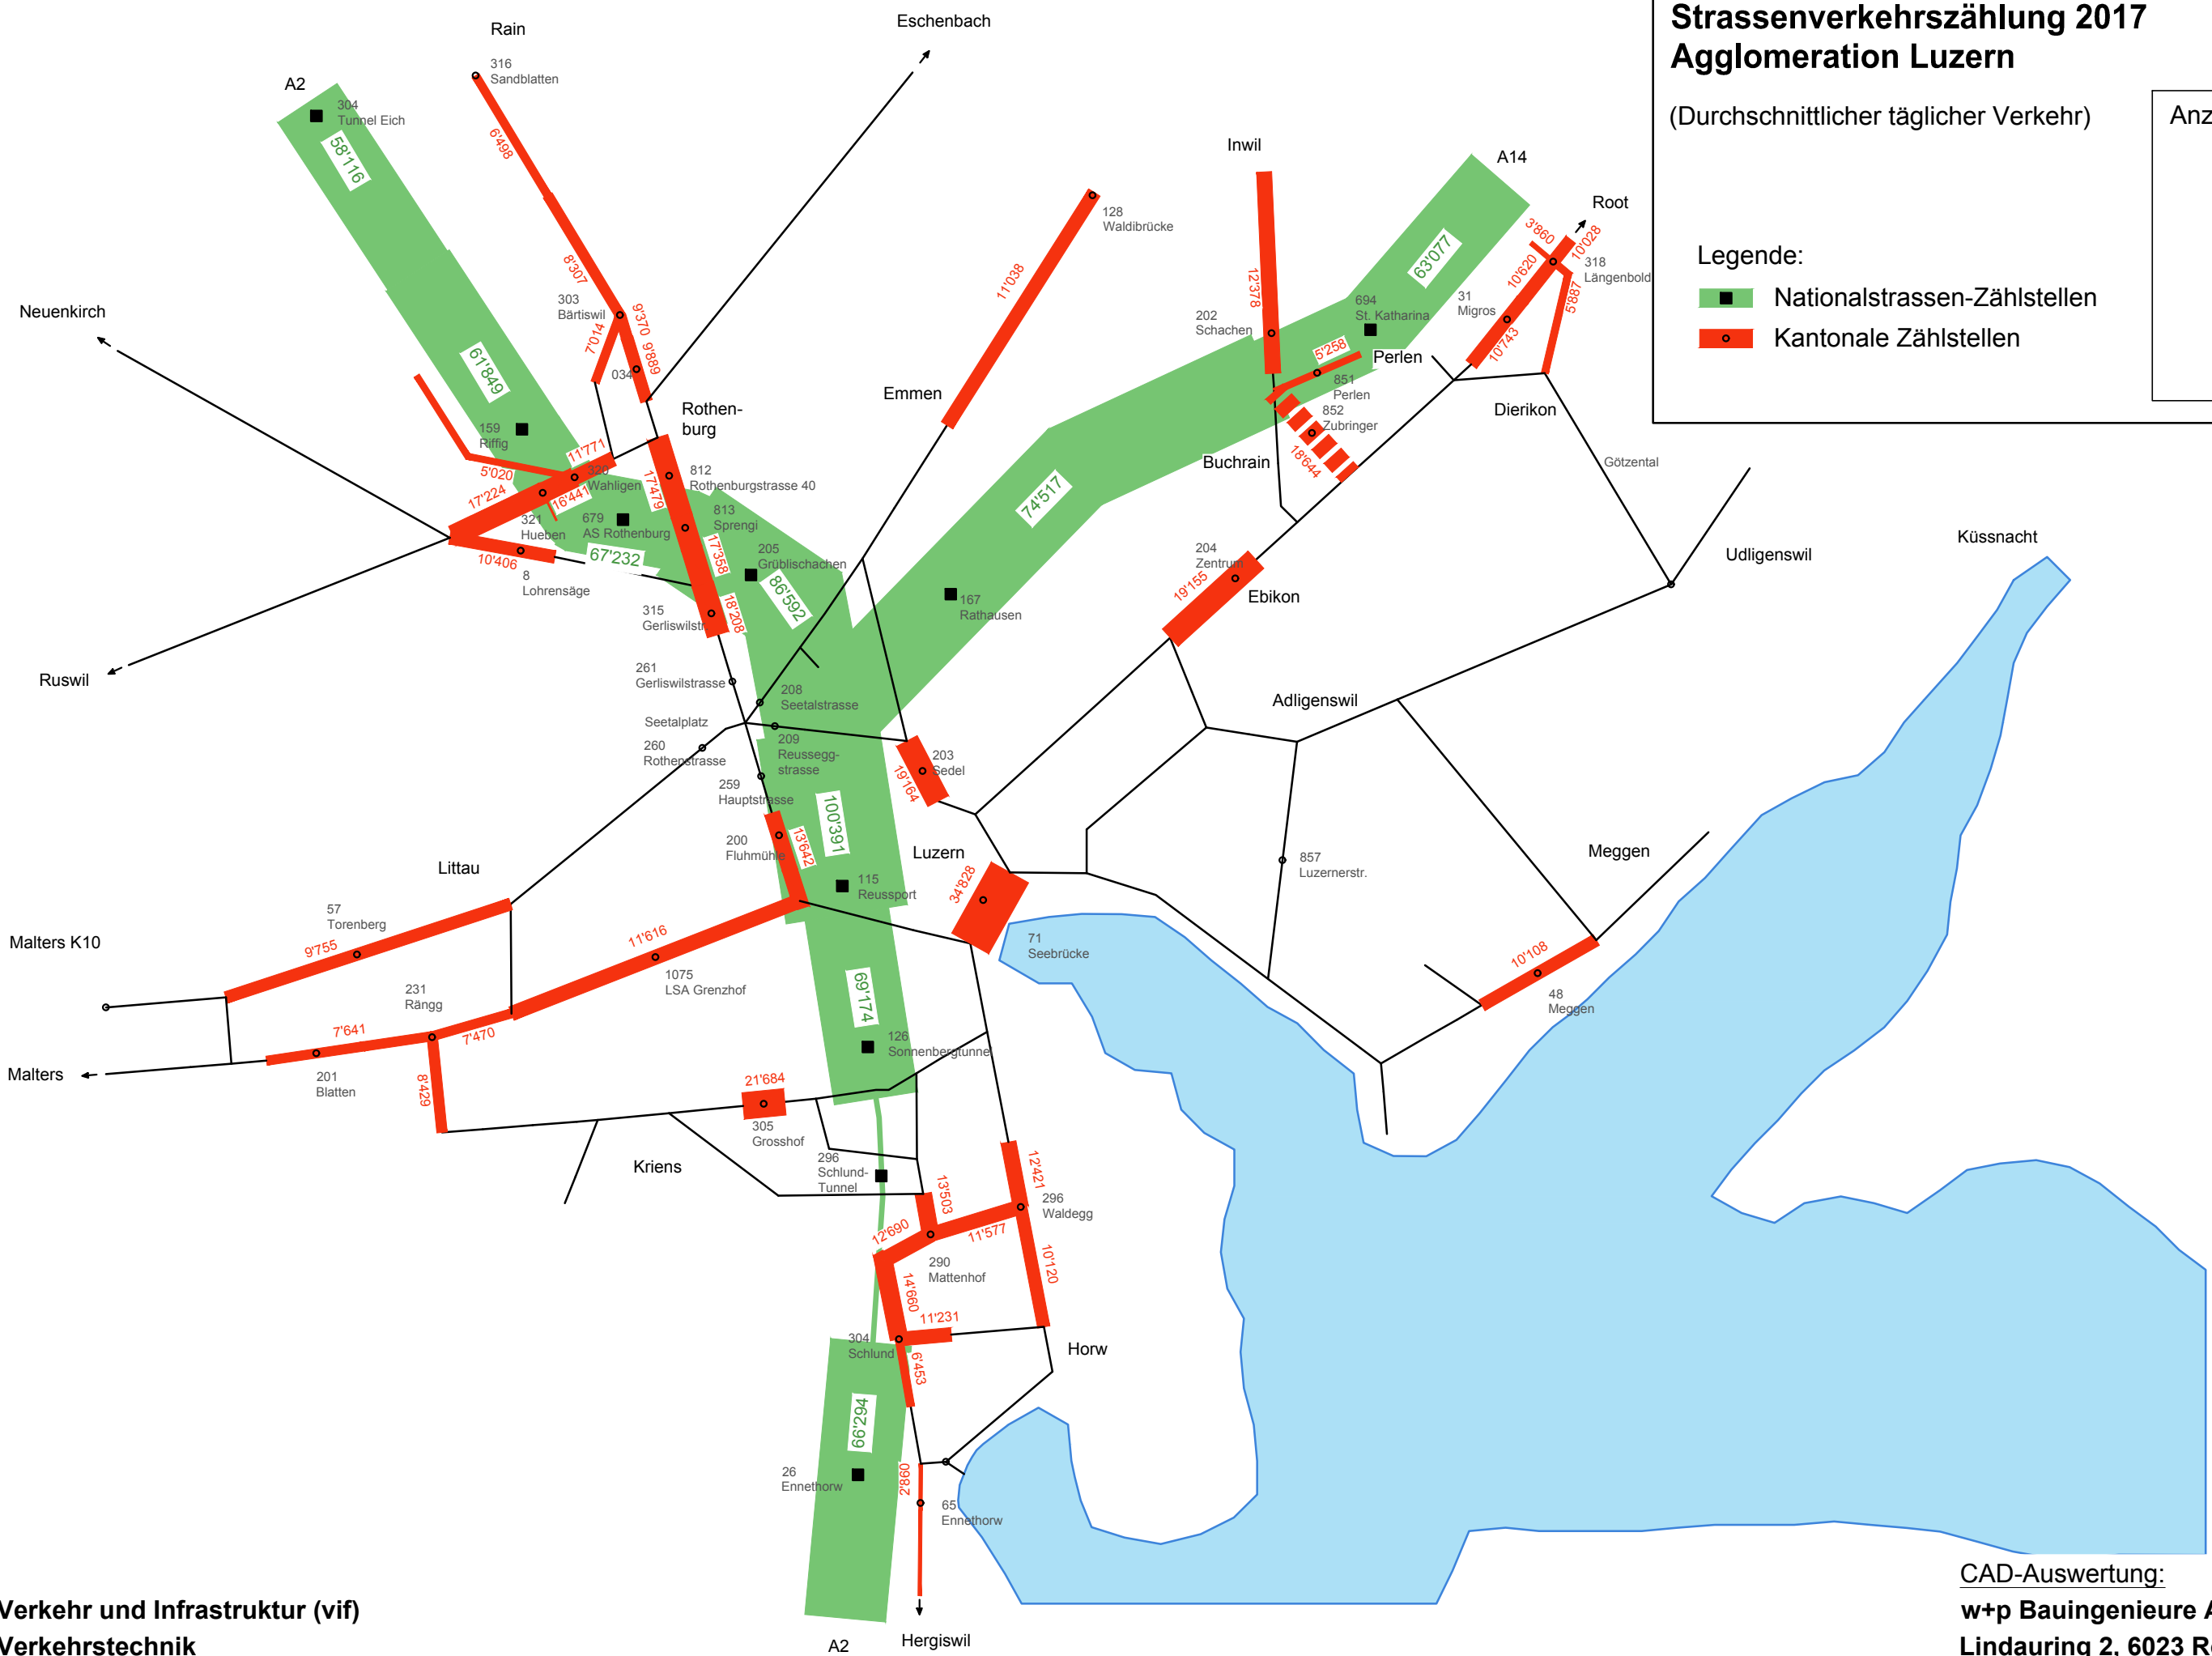 Strassenverkehrszählung 2017
Agglomeration Luzern
(Durchschnittlicher täglicher Verkehr)
Anz
Legende:
Nationalstrassen-Zählstellen
Kantonale Zählstellen
Rain
Eschenbach
316
Sandblatten
A2
304
Tunnel Eich
58'116
6'498
Inwil
A14
Root
128
Waldibrücke
3'860
10'028
63'077
10'620
318
Längenbold
8'307
11'038
12'378
5'887
303
Bärtiswil
9'370
9'889
7'014
034
Neuenkirch
202
Schachen
694
St. Katharina
31
Migros
10'743
5'258
Perlen
851
Perlen
61'849
Emmen
Rothen-
burg
852
Zubringer
Dierikon
159
Riffig
11'771
5'020
320
Wahligen
17'224
16'441
17'479
812
Rothenburgstrasse 40
Buchrain
18'644
Götzental
74'517
321
Hueben
679
AS Rothenburg
813
Sprengi
17'358
67'232
10'406
8
Lohrensäge
205
Grüblischachen
86'592
204
Zentrum
19'155
Ebikon
Udligenswil
Küssnacht
167
Rathausen
315
Gerliswilstr
18'208
261
Gerliswilstrasse
Ruswil
208
Seetalstrasse
Adligenswil
Seetalplatz
260
Rothenstrasse
209
Reussegg-
strasse
203
Sedel
19'164
259
Hauptstrasse
100'391
200
Fluhmühle
13'642
Luzern
34'828
857
Luzernerstr.
Meggen
Littau
115
Reussport
57
Torenberg
9'755
11'616
Malters K10
71
Seebrücke
10'108
1075
LSA Grenzhof
231
Rängg
69'174
48
Meggen
7'641
7'470
126
Sonnenbergtunnel
Malters
201
Blatten
8'429
21'684
305
Grosshof
Kriens
296
Schlund-
Tunnel
12'421
13'503
296
Waldegg
12'690
11'577
290
Mattenhof
10'120
14'660
11'231
304
Schlund
6'453
Horw
66'294
26
Ennethorw
2'860
65
Ennethorw
A2
Hergiswil
Verkehr und Infrastruktur (vif)
Verkehrstechnik
CAD-Auswertung:
w+p Bauingenieure A
Lindauring 2, 6023 R